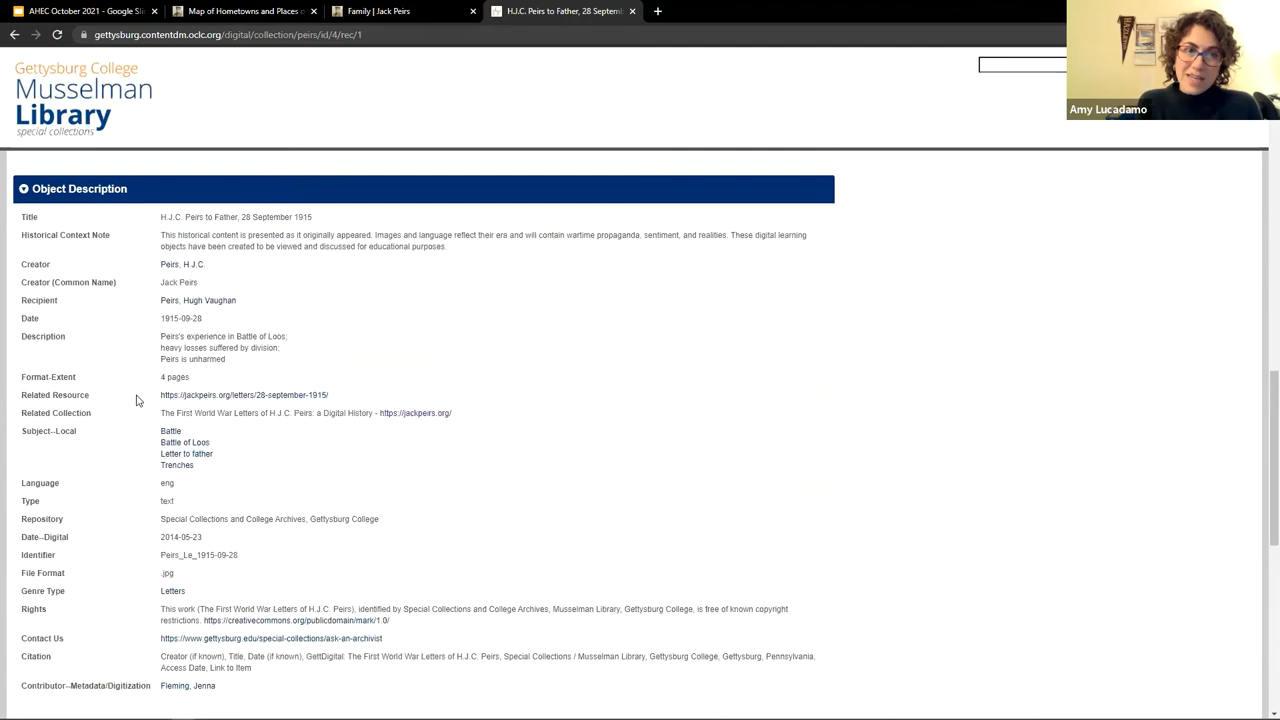 AHEC October 2021 - Google Sli
Map of Hometowns and Places o
Family | Jack Peirs
H.J.C. Peirs to Father, 28 Septemb
gettysburg.contentdm.oclc.org/digital/collection/peirs/id/4/rec/1
Gettysburg College
Musselman
Library
special collections
Amy Lucadamo
Object Description
Title H.J.C. Peirs to Father, 28 September 1915
Historical Context Note This historical content is presented as it originally appeared. Images and language reflect their era and will contain wartime propaganda, sentiment, and realities. These digital learning
objects have been created to be viewed and discussed for educational purposes.
Creator Peirs, H.J.C.
Creator (Common Name) Jack Peirs
Recipient Peirs, Hugh Vaughan
Date 1915-09-28
Description Peirs's experience in Battle of Loos;
heavy losses suffered by division;
Peirs is unharmed
Format-Extent 4 pages
Related Resource https://jackpeirs.org/letters/28-september-1915/
Related Collection The First World War Letters of H.J.C. Peirs: a Digital History - https://jackpeirs.org/
Subject--Local Battle
Battle of Loos
Letter to father
Trenches
Language eng
Type text
Repository Special Collections and College Archives, Gettysburg College
Date--Digital 2014-05-23
Identifier Peirs_Le_1915-09-28
File Format .jpg
Genre Type Letters
Rights This work (The First World War Letters of H.J.C. Peirs), identified by Special Collections and College Archives, Musselman Library, Gettysburg College, is free of known copyright
restrictions. https://creativecommons.org/publicdomain/mark/1.0/
Contact Us https://www.gettysburg.edu/special-collections/ask-an-archivist
Citation Creator (if known), Title, Date (if known), GettDigital: The First World War Letters of H.J.C. Peirs, Special Collections / Musselman Library, Gettysburg College, Gettysburg, Pennsylvania,
Access Date, Link to Item
Contributor--Metadata/Digitization Fleming, Jenna